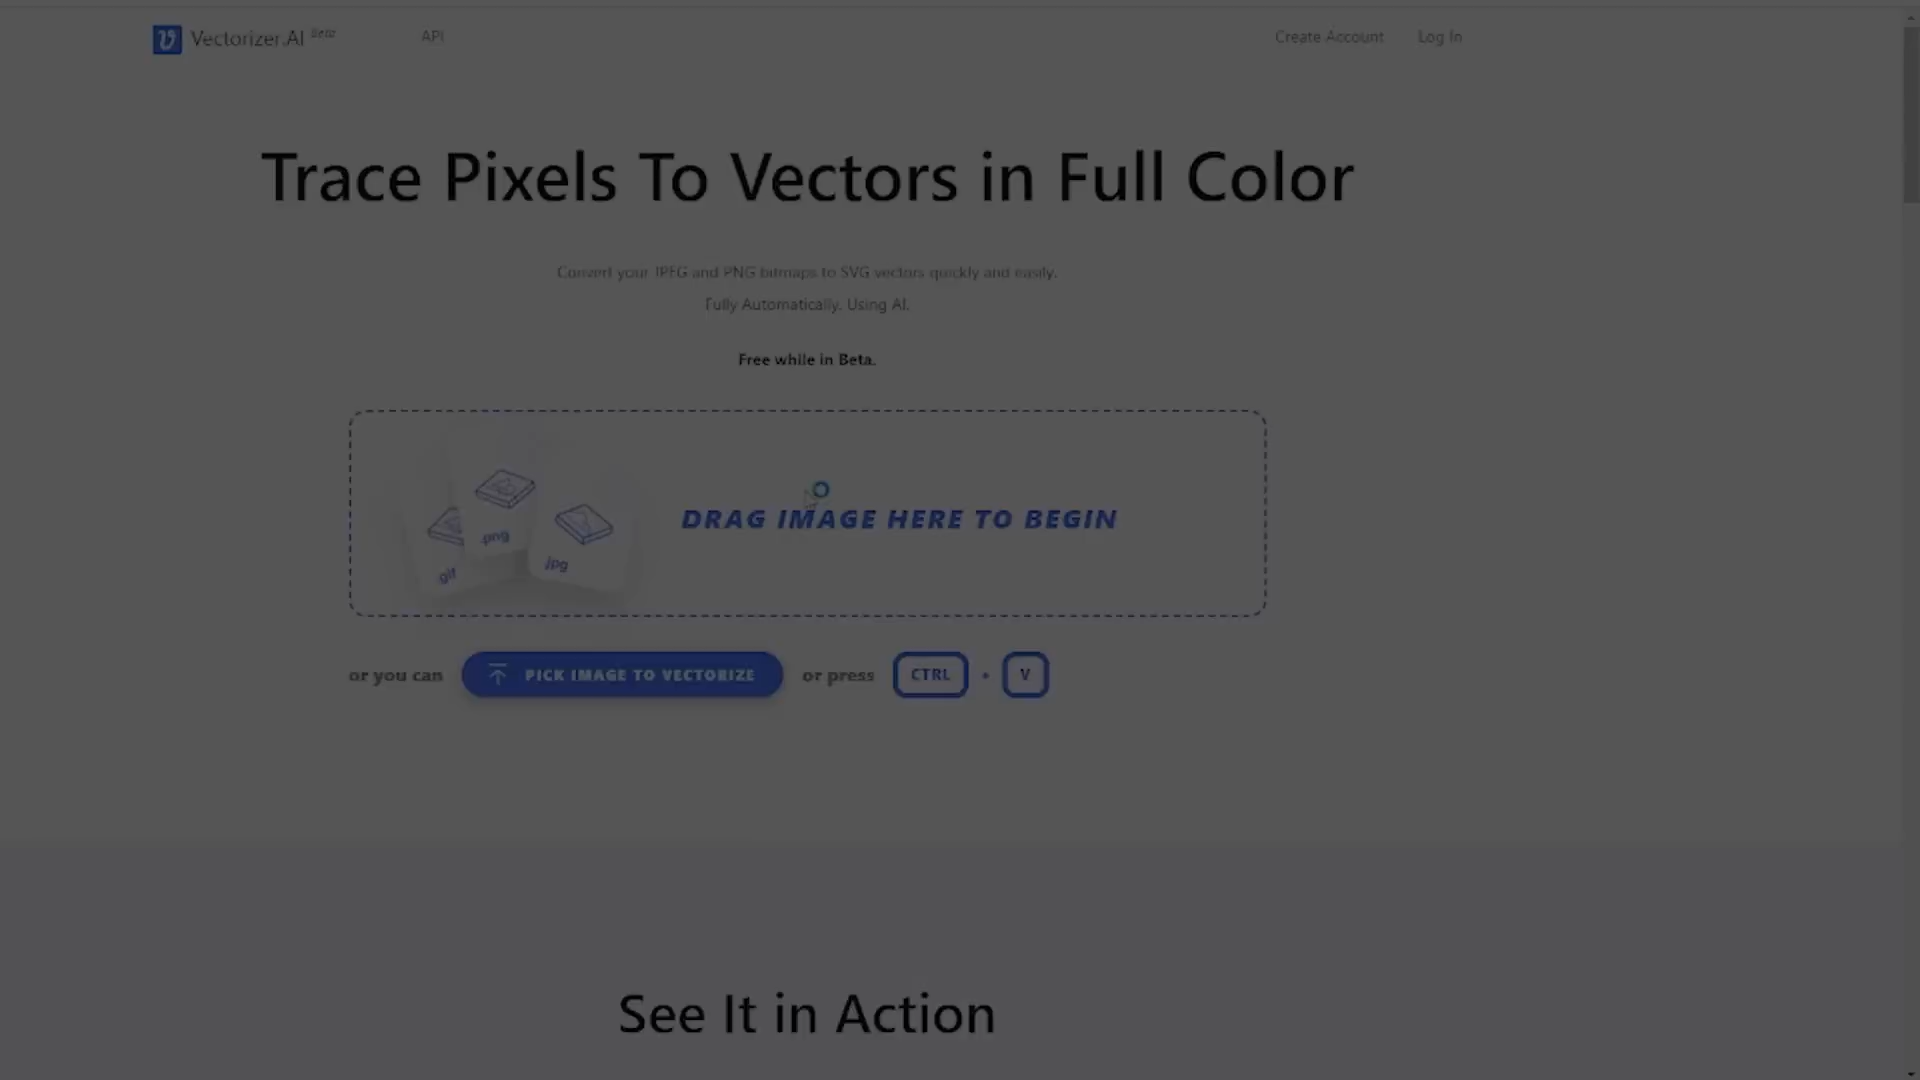 Vectorizer.AI Beta
API
Create Account
Log In
Trace Pixels To Vectors in Full Color
Convert your JPEG and PNG bitmaps to SVG vectors quickly and easily.
Fully Automatically. Using AI.
Free while in Beta.
.gif
.png
.jpg
DRAG IMAGE HERE TO BEGIN
or you can
PICK IMAGE TO VECTORIZE
or press
CTRL + V
See It in Action